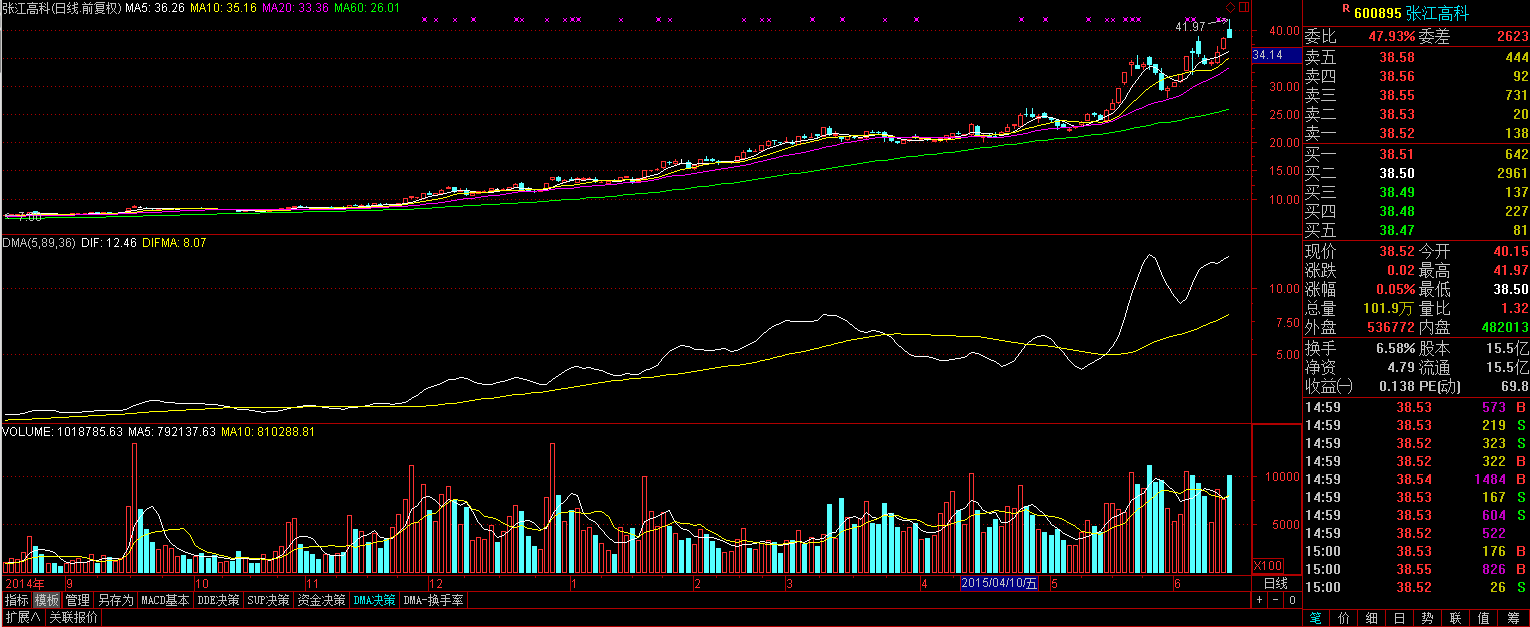 张江高科(日线.前复权) MA5: 36.26 MA10: 35.16 MA20: 33.36 MA60: 26.01
41.97
7.00
40.00
34.14
30.00
25.00
20.00
15.00
10.00
DMA(5,89,36) DIF: 12.46 DIFMA: 8.07
10.00
7.50
5.00
VOLUME: 1018785.63 MA5: 792137.63 MA10: 810288.81
10000
5000
X100
2014年 9 10 11 12 1 2 3 4 2015/04/10/五 5 6 日线
指标 模板 管理 另存为 MACD基本 DDE决策 SUP决策 资金决策 DMA决策 DMA-换手率 + - 0
扩展∧ 关联报价
R 600895 张江高科
委比 47.93% 委差 2623
卖五 38.58 444
卖四 38.56 92
卖三 38.55 731
卖二 38.53 20
卖一 38.52 138
买一 38.51 642
买二 38.50 2961
买三 38.49 137
买四 38.48 227
买五 38.47 81
现价 38.52 今开 40.15
涨跌 0.02 最高 41.97
涨幅 0.05% 最低 38.50
总量 101.9万 量比 1.32
外盘 536772 内盘 482013
换手 6.58% 股本 15.5亿
净资 4.79 流通 15.5亿
收益㈠ 0.138 PE(动) 69.8
14:59 38.53 573 B
14:59 38.53 219 S
14:59 38.52 323 S
14:59 38.52 322 B
14:59 38.54 1484 B
14:59 38.53 167 S
14:59 38.53 604 S
14:59 38.52 522
15:00 38.53 176 B
15:00 38.55 826 B
15:00 38.52 26 S
笔 价 细 日 势 联 值 筹